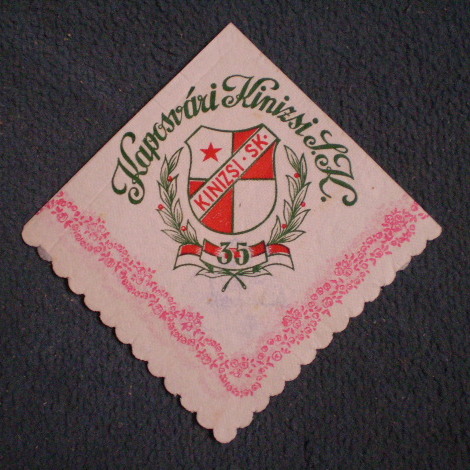 Kaposvári Kinizsi S.K.
KINIZSI · SK ·
35